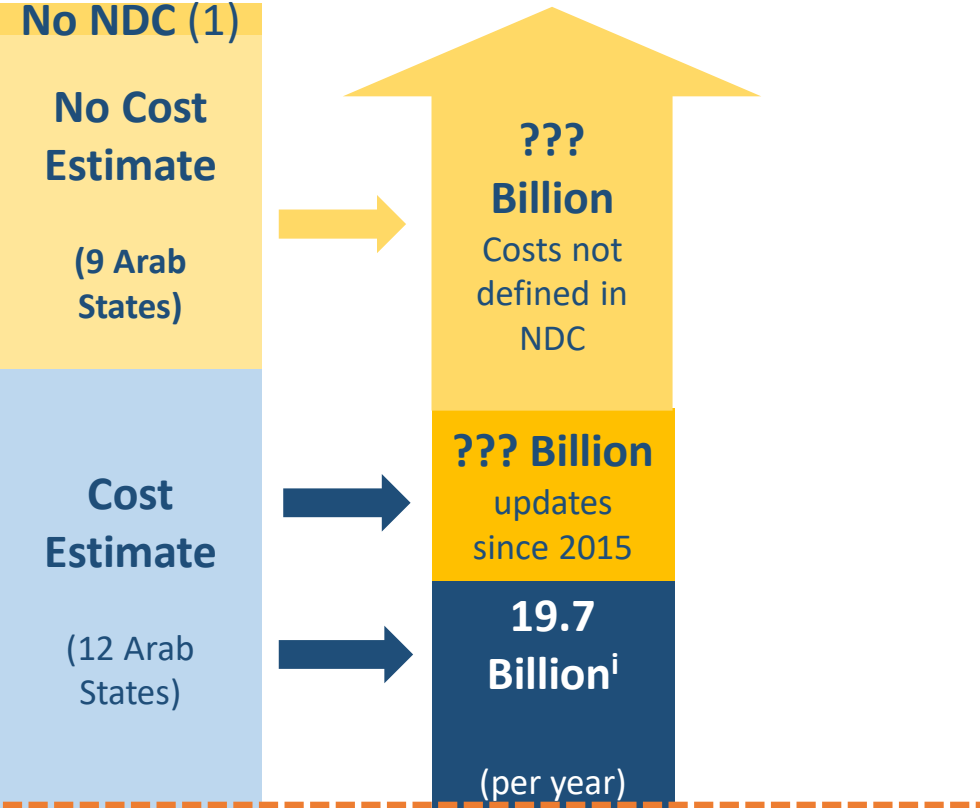 No NDC (1)
No Cost
Estimate
(9 Arab
States)
Cost
Estimate
(12 Arab
States)
???
Billion
Costs not
defined in
NDC
??? Billion
updates
since 2015
19.7
Billionⁱ
(per year)